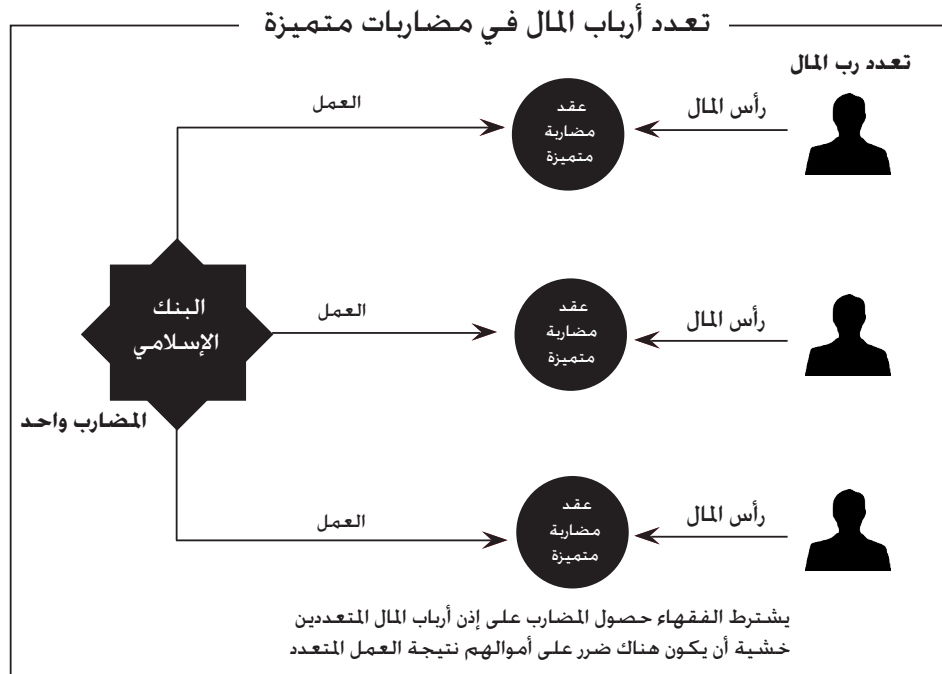 تعدد أرباب المال في مضاربات متميزة
تعدد رب المال
رأس المال
عقد
مضاربة
متميزة
العمل
رأس المال
عقد
مضاربة
متميزة
العمل
البنك
الإسلامي
المضارب واحد
رأس المال
عقد
مضاربة
متميزة
العمل
يشترط الفقهاء حصول المضارب على إذن أرباب المال المتعددين
خشية أن يكون هناك ضرر على أموالهم نتيجة العمل المتعدد